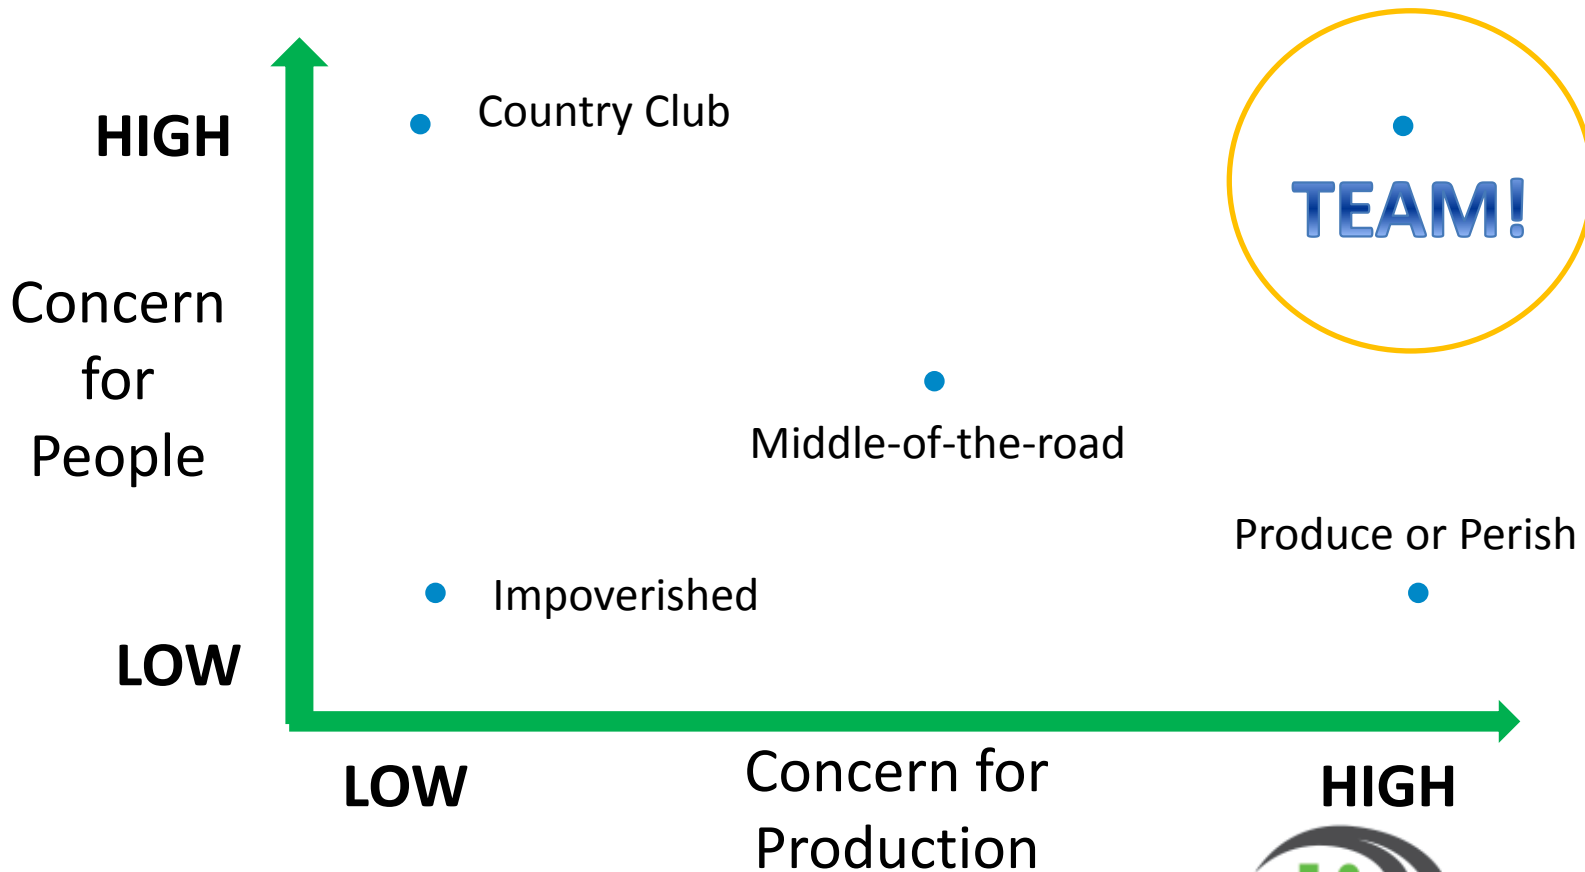 HIGH
Country Club
TEAM!
Concern
for
People
Middle-of-the-road
Produce or Perish
Impoverished
LOW
LOW
Concern for
Production
HIGH